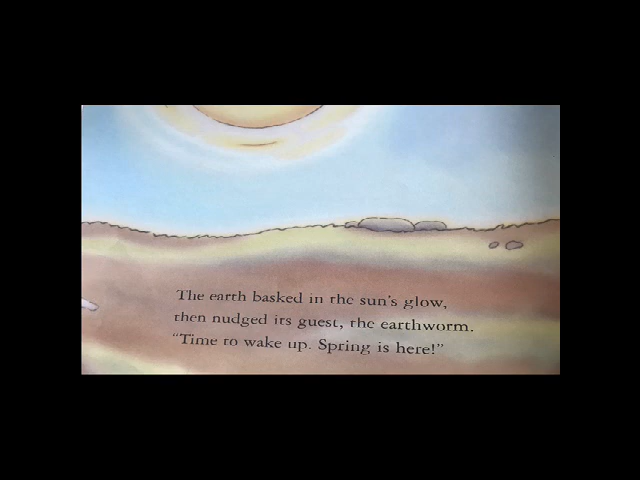 The earth basked in the sun's glow,
then nudged its guest, the earthworm.
"Time to wake up. Spring is here!"